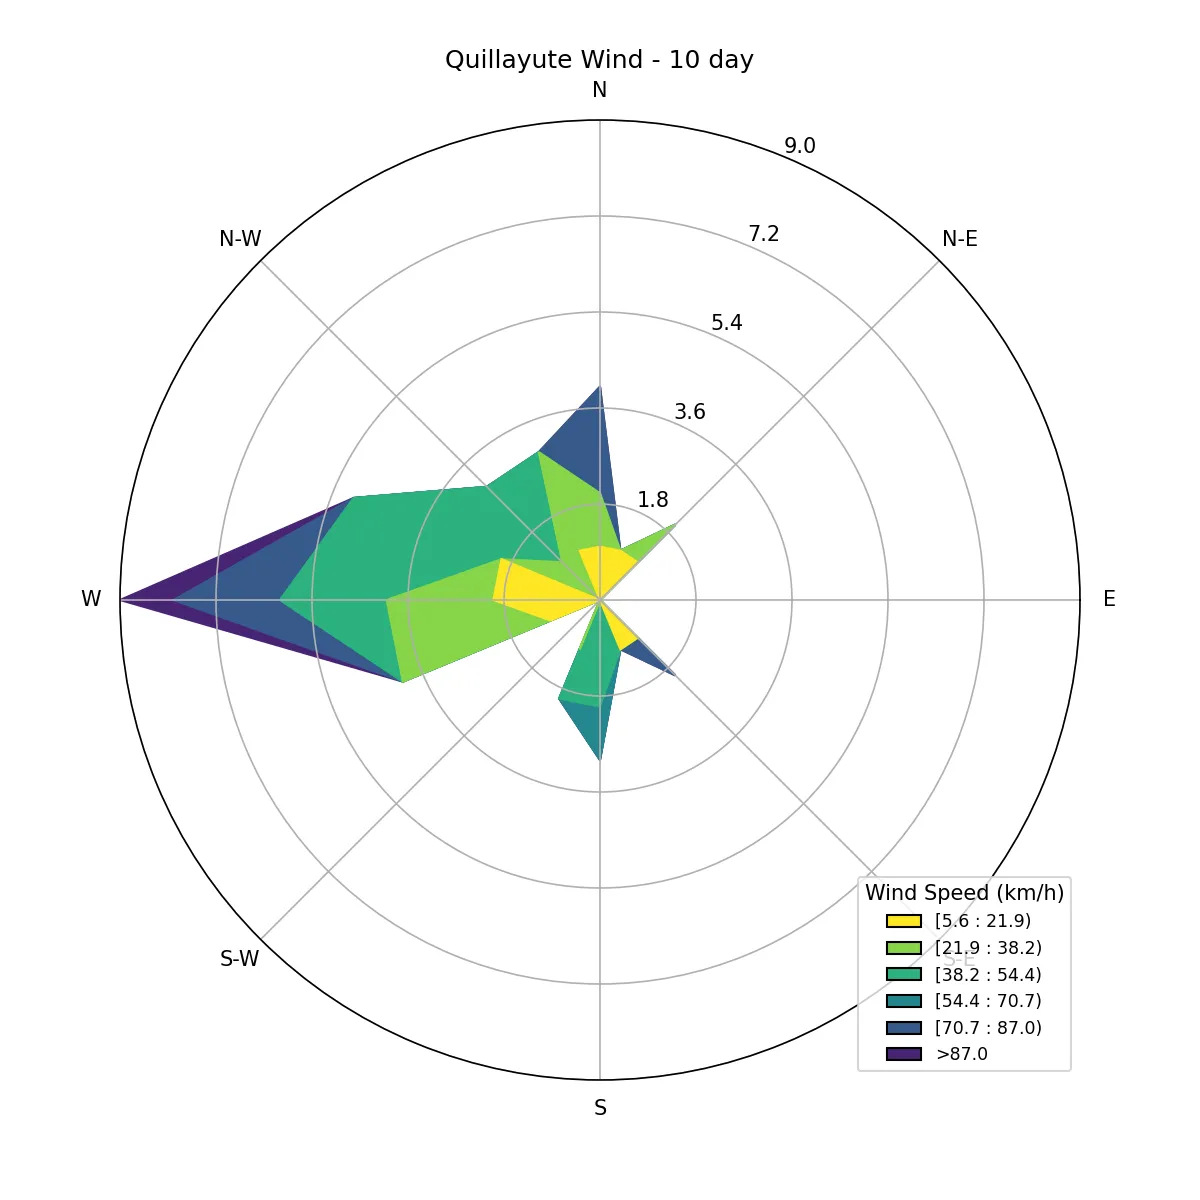 Quillayute Wind - 10 day
N
9.0
N-W
7.2
N-E
5.4
3.6
1.8
W
E
S-W
S-E
S
Wind Speed (km/h)
[5.6 : 21.9)
[21.9 : 38.2)
[38.2 : 54.4)
[54.4 : 70.7)
[70.7 : 87.0)
>87.0